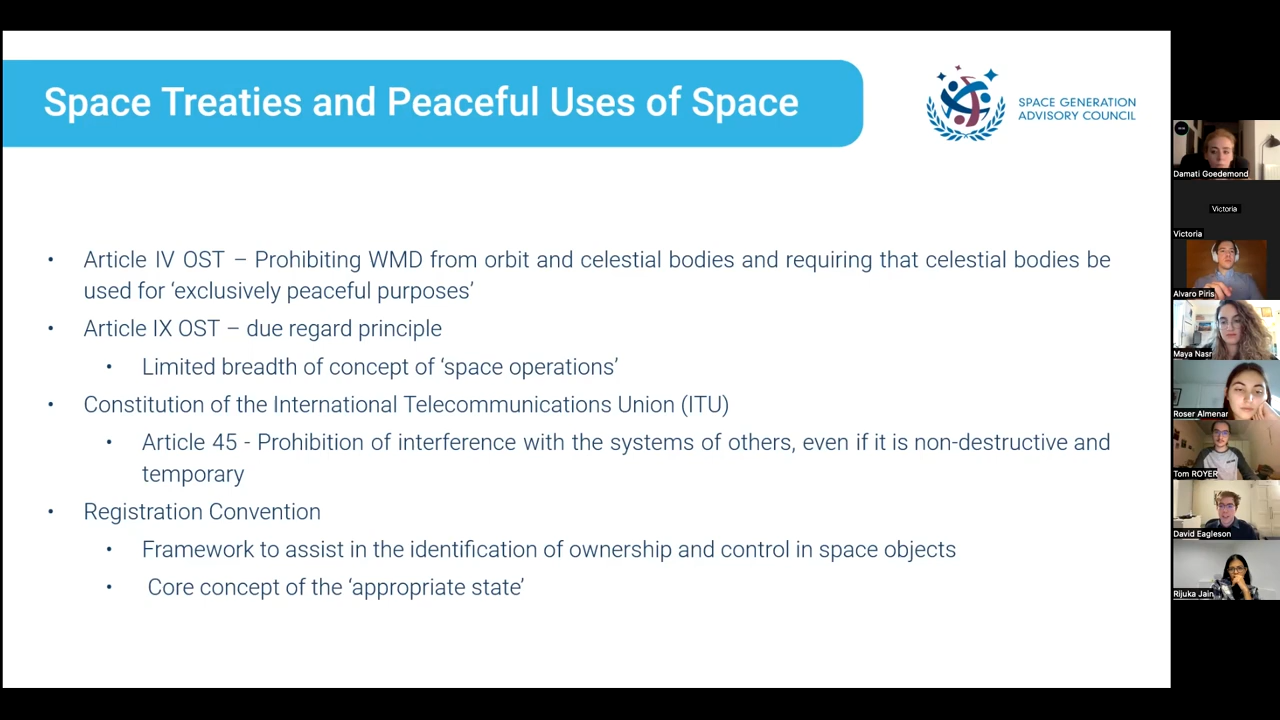 Space Treaties and Peaceful Uses of Space
SPACE GENERATION
ADVISORY COUNCIL
• Article IV OST – Prohibiting WMD from orbit and celestial bodies and requiring that celestial bodies be
used for ‘exclusively peaceful purposes’
• Article IX OST – due regard principle
• Limited breadth of concept of ‘space operations’
• Constitution of the International Telecommunications Union (ITU)
• Article 45 - Prohibition of interference with the systems of others, even if it is non-destructive and
temporary
• Registration Convention
• Framework to assist in the identification of ownership and control in space objects
• Core concept of the ‘appropriate state’
Damati Goedemond
Victoria
Victoria
Alvaro Piris
Maya Nasr
Roser Almenar
Tom ROYER
David Eagleson
Rijuka Jain